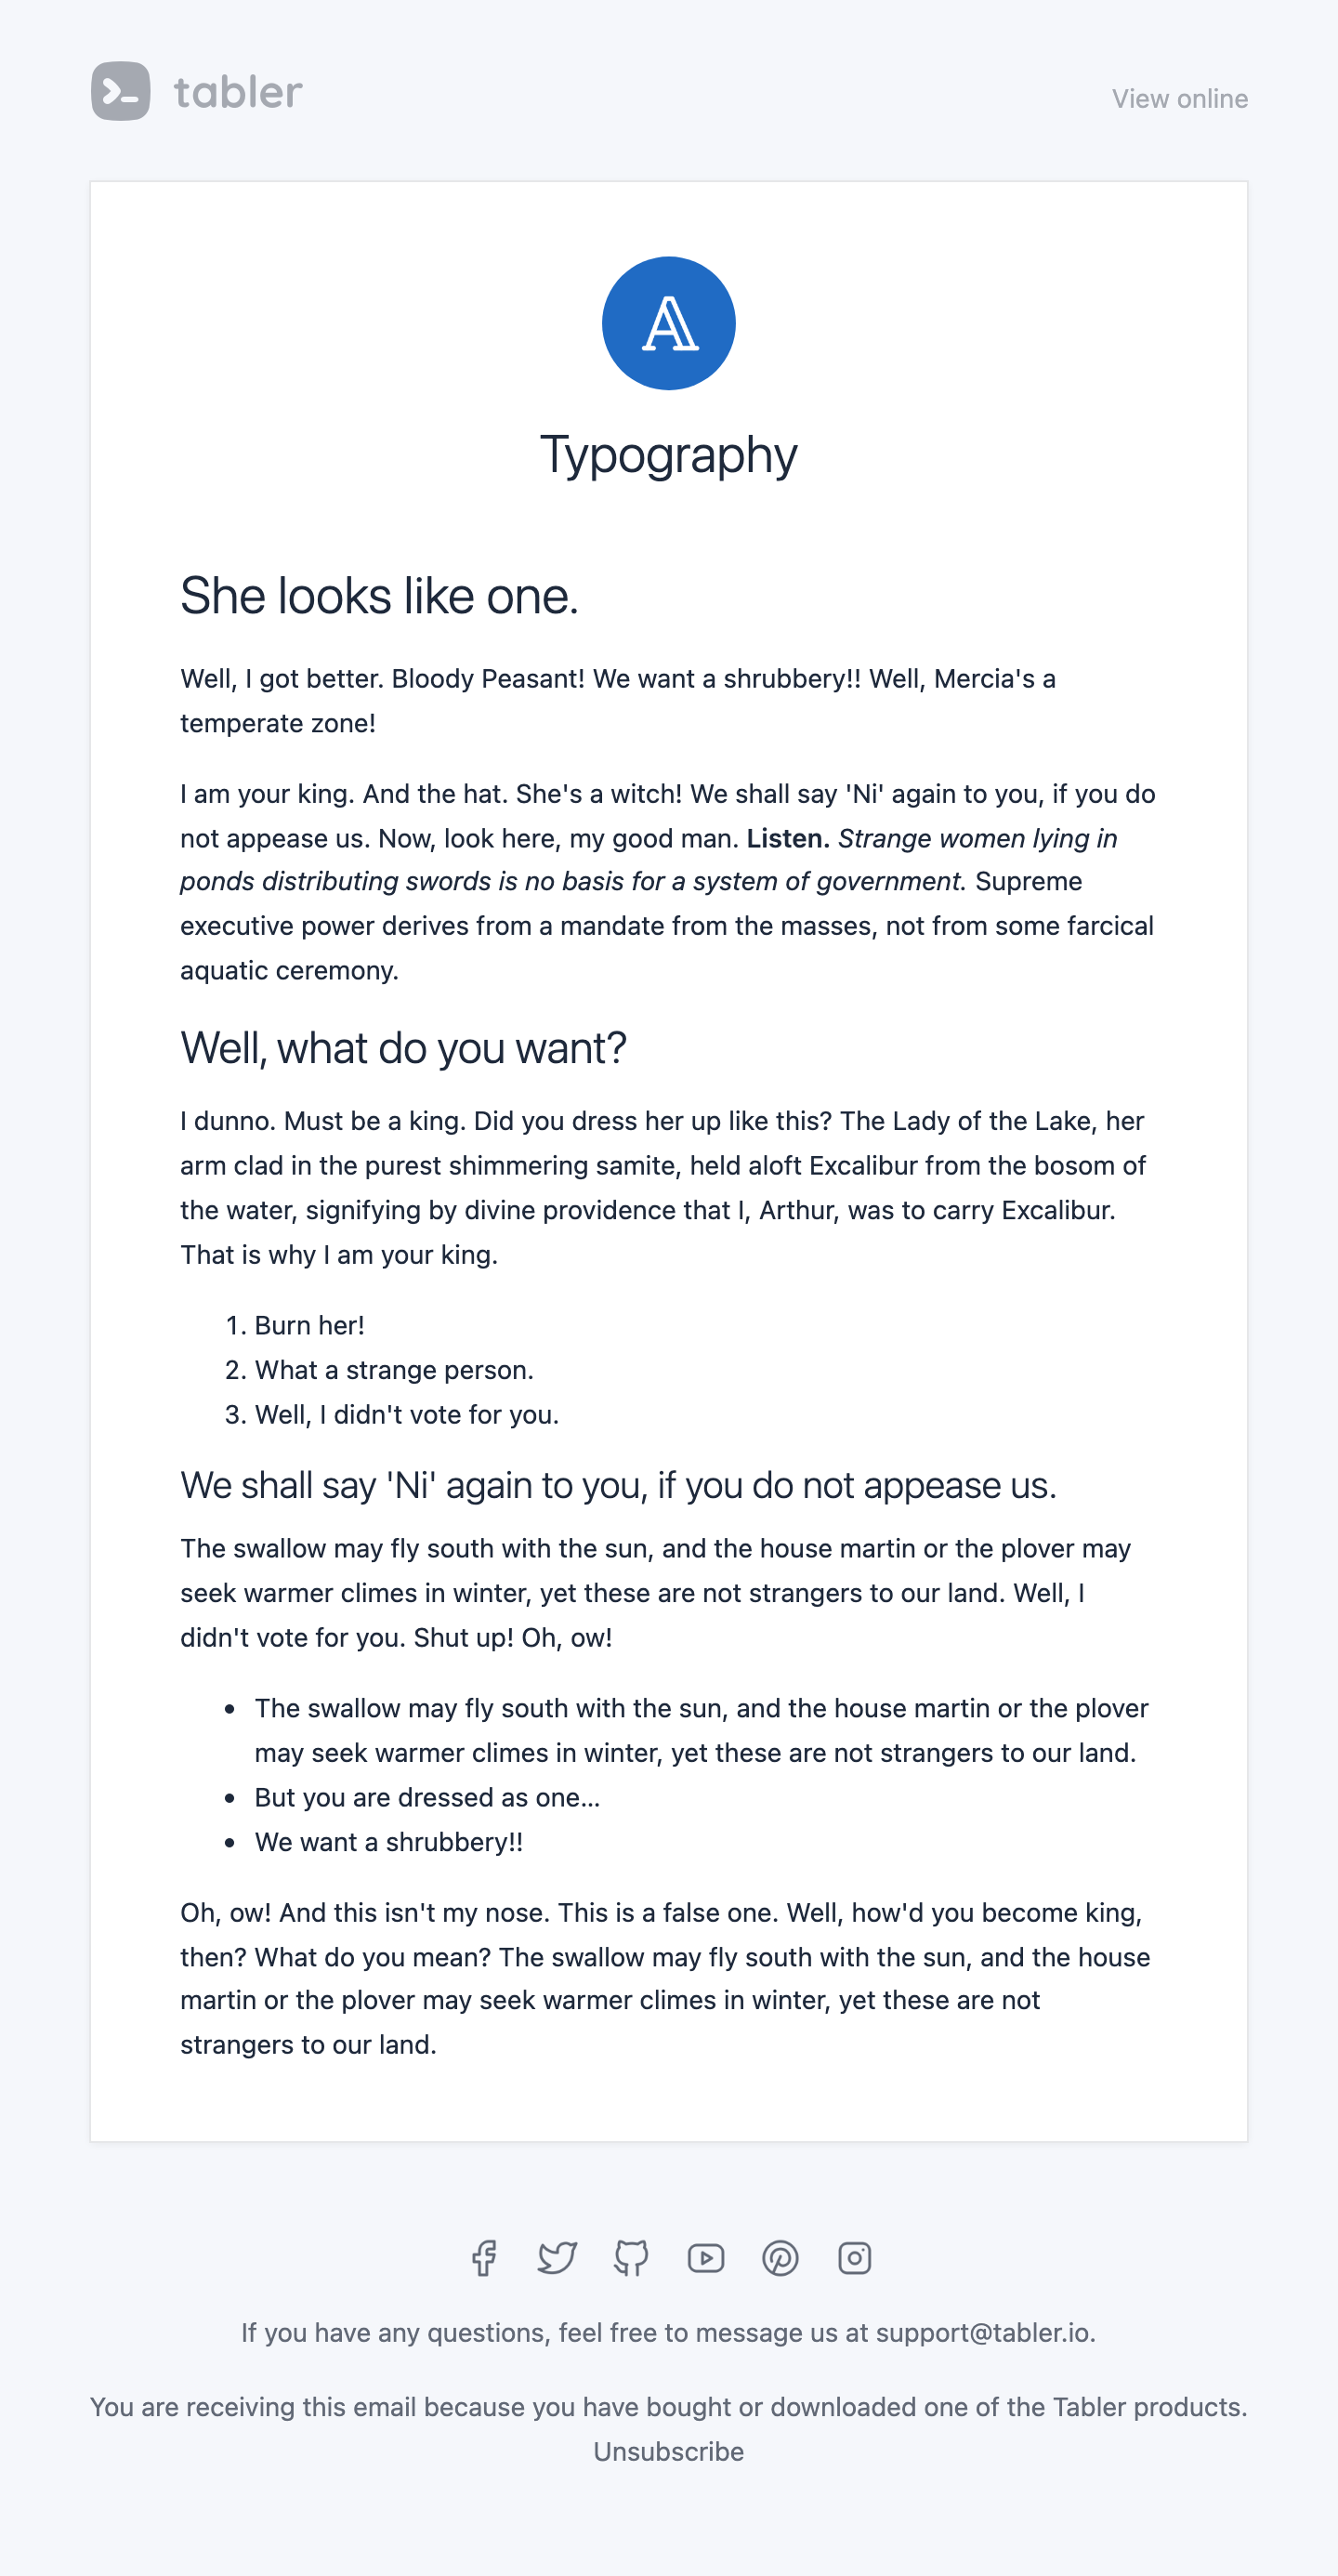 tabler
View online
A
Typography
She looks like one.
Well, I got better. Bloody Peasant! We want a shrubbery!! Well, Mercia's a
temperate zone!
I am your king. And the hat. She's a witch! We shall say 'Ni' again to you, if you do
not appease us. Now, look here, my good man. Listen. Strange women lying in
ponds distributing swords is no basis for a system of government. Supreme
executive power derives from a mandate from the masses, not from some farcical
aquatic ceremony.
Well, what do you want?
I dunno. Must be a king. Did you dress her up like this? The Lady of the Lake, her
arm clad in the purest shimmering samite, held aloft Excalibur from the bosom of
the water, signifying by divine providence that I, Arthur, was to carry Excalibur.
That is why I am your king.
1. Burn her!
2. What a strange person.
3. Well, I didn't vote for you.
We shall say 'Ni' again to you, if you do not appease us.
The swallow may fly south with the sun, and the house martin or the plover may
seek warmer climes in winter, yet these are not strangers to our land. Well, I
didn't vote for you. Shut up! Oh, ow!
• The swallow may fly south with the sun, and the house martin or the plover
may seek warmer climes in winter, yet these are not strangers to our land.
• But you are dressed as one...
• We want a shrubbery!!
Oh, ow! And this isn't my nose. This is a false one. Well, how'd you become king,
then? What do you mean? The swallow may fly south with the sun, and the house
martin or the plover may seek warmer climes in winter, yet these are not
strangers to our land.
If you have any questions, feel free to message us at support@tabler.io.
You are receiving this email because you have bought or downloaded one of the Tabler products.
Unsubscribe